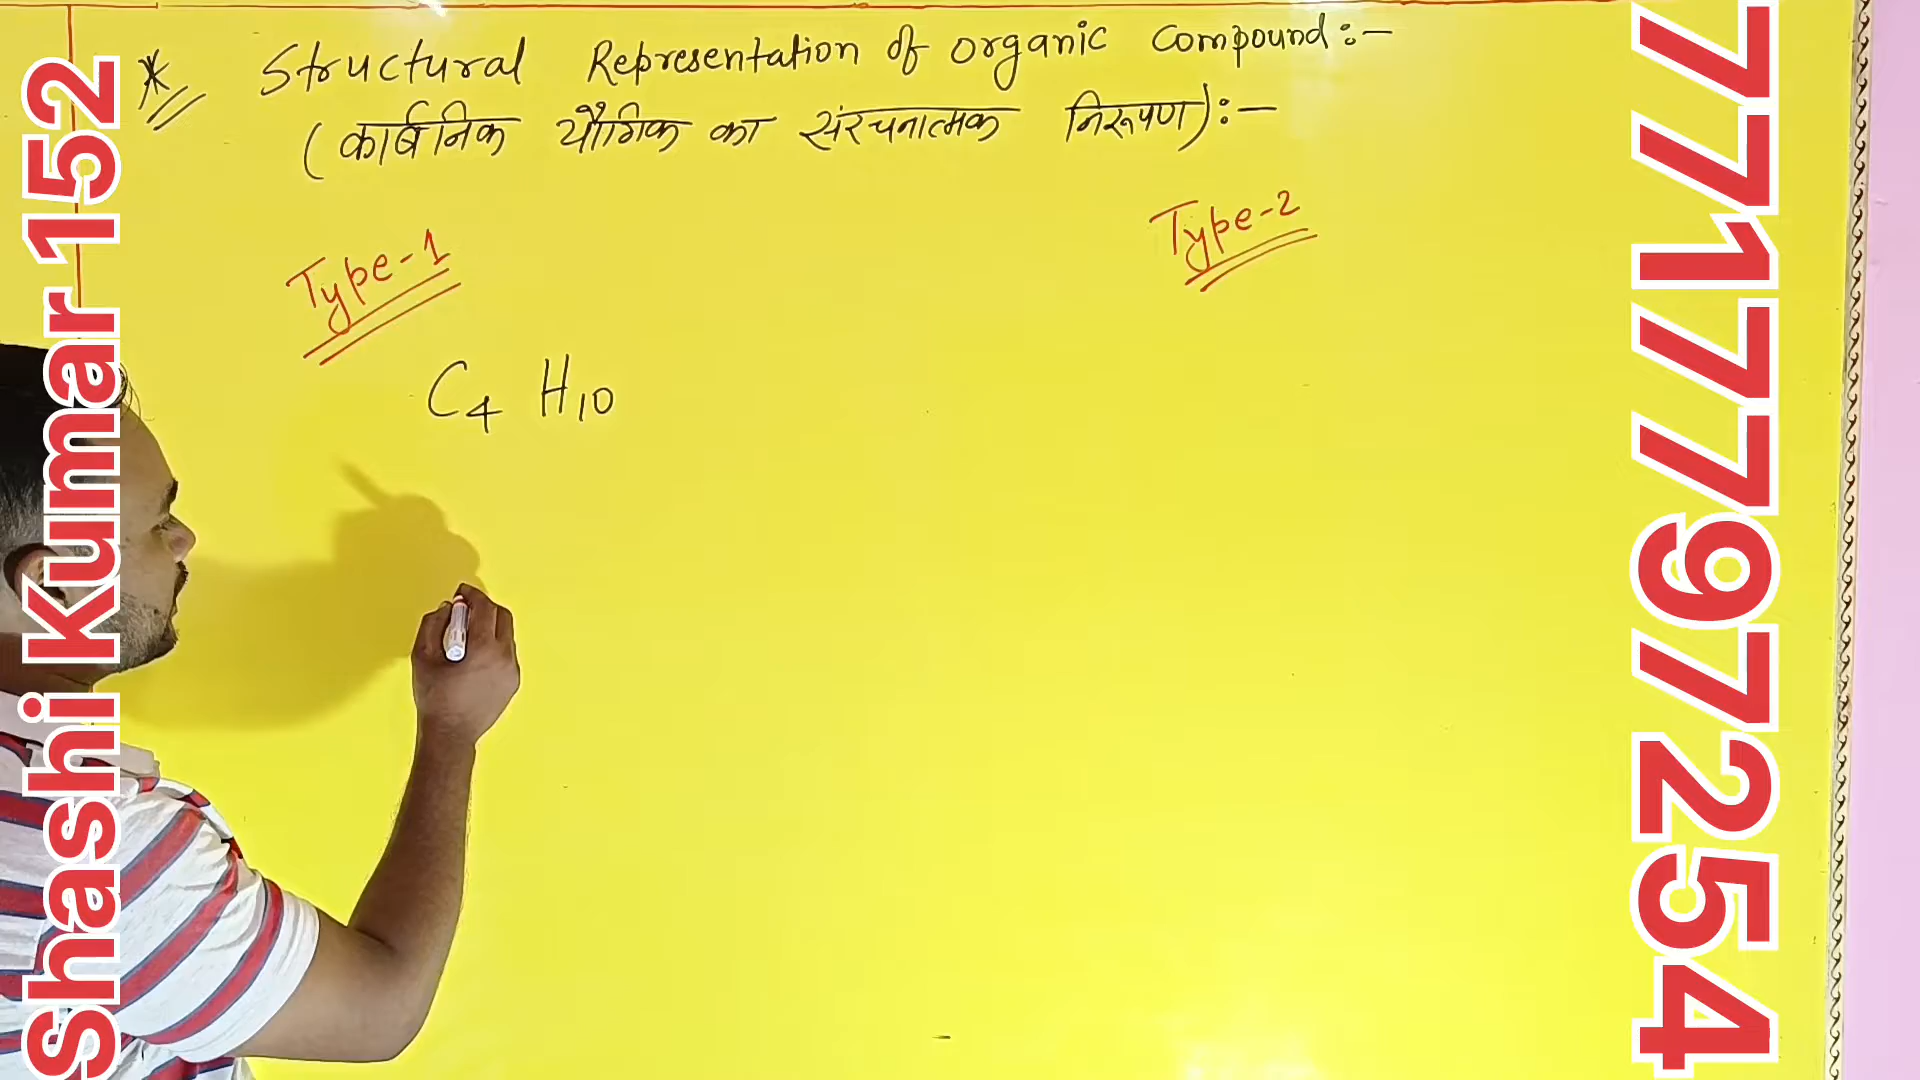 * Structural Representation of organic Compound:-
(कार्बनिक यौगिक का संरचनात्मक निरूपण):-
Type-1
Type-2
C₄ H₁₀
Shashi Kumar 152
7717797254